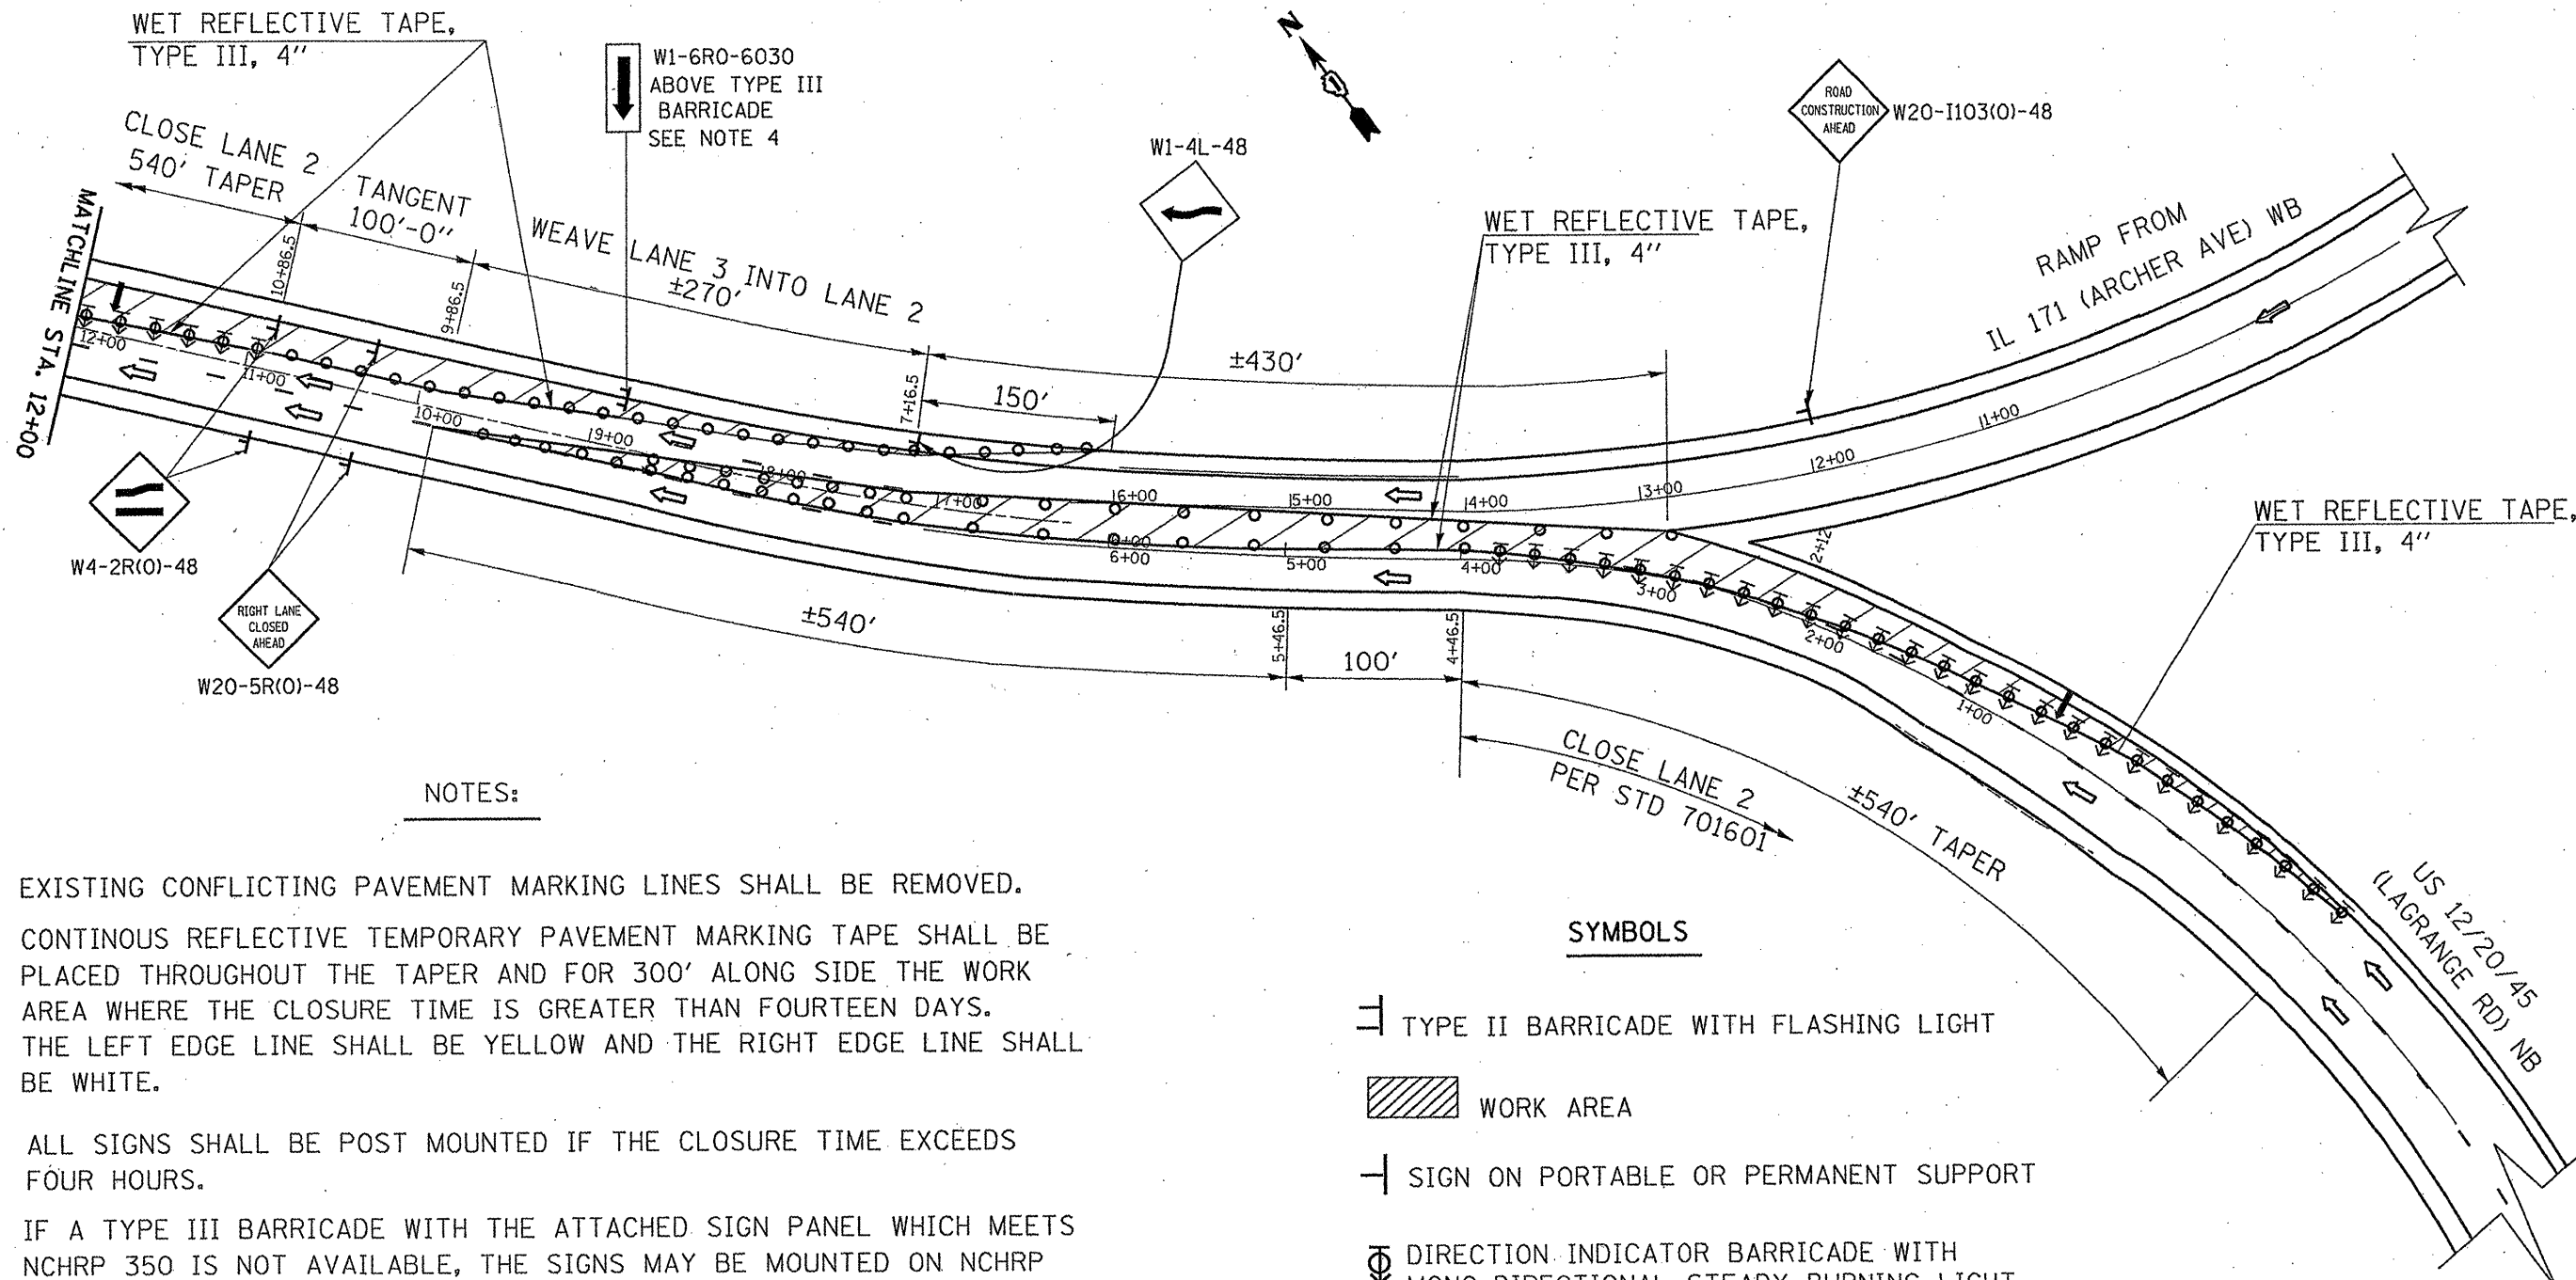 WET REFLECTIVE TAPE,
TYPE III, 4"
W1-6RO-6030
ABOVE TYPE III
BARRICADE
SEE NOTE 4
N
ROAD
CONSTRUCTION
AHEAD
W20-I103(O)-48
W1-4L-48
CLOSE LANE 2
540' TAPER
TANGENT
100'-0"
WEAVE LANE 3 INTO LANE 2
±270'
WET REFLECTIVE TAPE,
TYPE III, 4"
RAMP FROM
IL 171 (ARCHER AVE) WB
MATCHLINE STA. 12+00
10+86.5
9+86.5
7+16.5
±430'
150'
12+00
11+00
10+00
19+00
18+00
17+00
16+00
15+00
14+00
13+00
12+00
11+00
6+00
6+00
5+00
4+00
3+00
2+00
1+00
2+12
WET REFLECTIVE TAPE,
TYPE III, 4"
W4-2R(O)-48
RIGHT LANE
CLOSED
AHEAD
W20-5R(O)-48
±540'
5+46.5
100'
4+46.5
CLOSE LANE 2
PER STD 701601
±540' TAPER
US 12/20/45
(LAGRANGE RD) NB
NOTES:
EXISTING CONFLICTING PAVEMENT MARKING LINES SHALL BE REMOVED.
CONTINOUS REFLECTIVE TEMPORARY PAVEMENT MARKING TAPE SHALL BE
PLACED THROUGHOUT THE TAPER AND FOR 300' ALONG SIDE THE WORK
AREA WHERE THE CLOSURE TIME IS GREATER THAN FOURTEEN DAYS.
THE LEFT EDGE LINE SHALL BE YELLOW AND THE RIGHT EDGE LINE SHALL
BE WHITE.
ALL SIGNS SHALL BE POST MOUNTED IF THE CLOSURE TIME EXCEEDS
FOUR HOURS.
IF A TYPE III BARRICADE WITH THE ATTACHED SIGN PANEL WHICH MEETS
NCHRP 350 IS NOT AVAILABLE, THE SIGNS MAY BE MOUNTED ON NCHRP
SYMBOLS
TYPE II BARRICADE WITH FLASHING LIGHT
WORK AREA
SIGN ON PORTABLE OR PERMANENT SUPPORT
DIRECTION INDICATOR BARRICADE WITH
MONO-DIRECTIONAL STEADY BURNING LIGHT